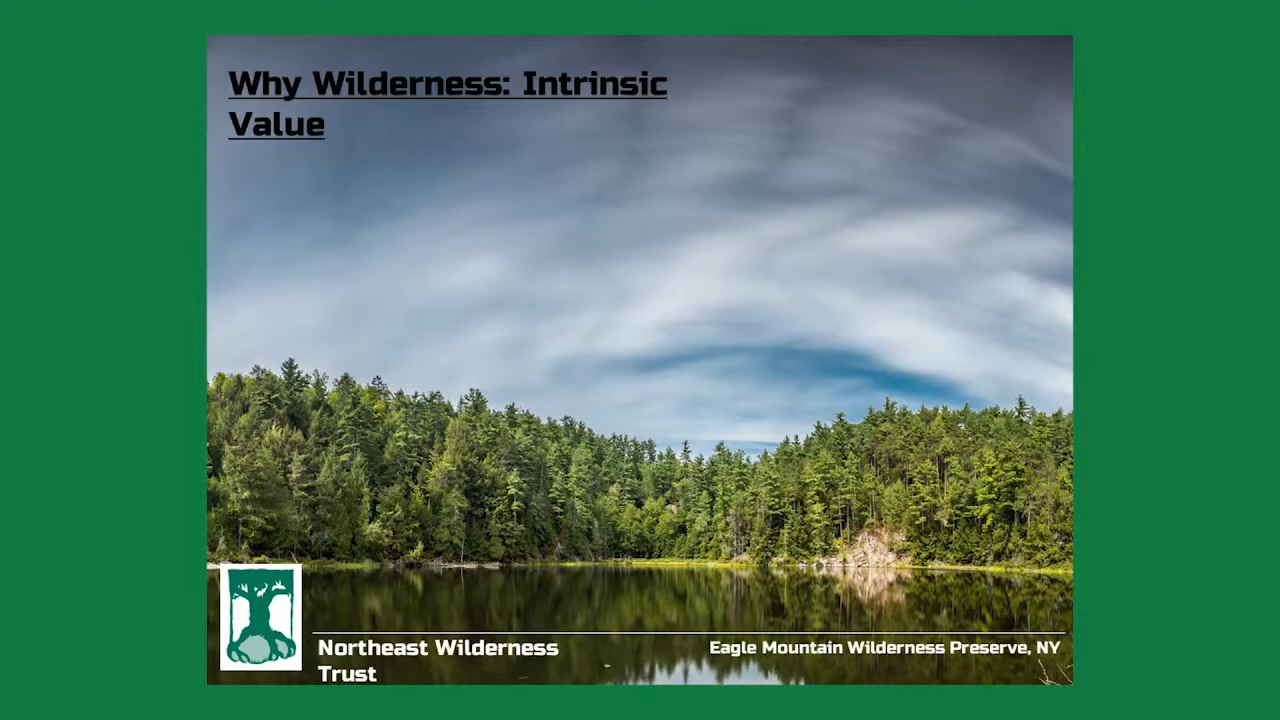 Why Wilderness: Intrinsic
Value
Northeast Wilderness
Trust
Eagle Mountain Wilderness Preserve, NY